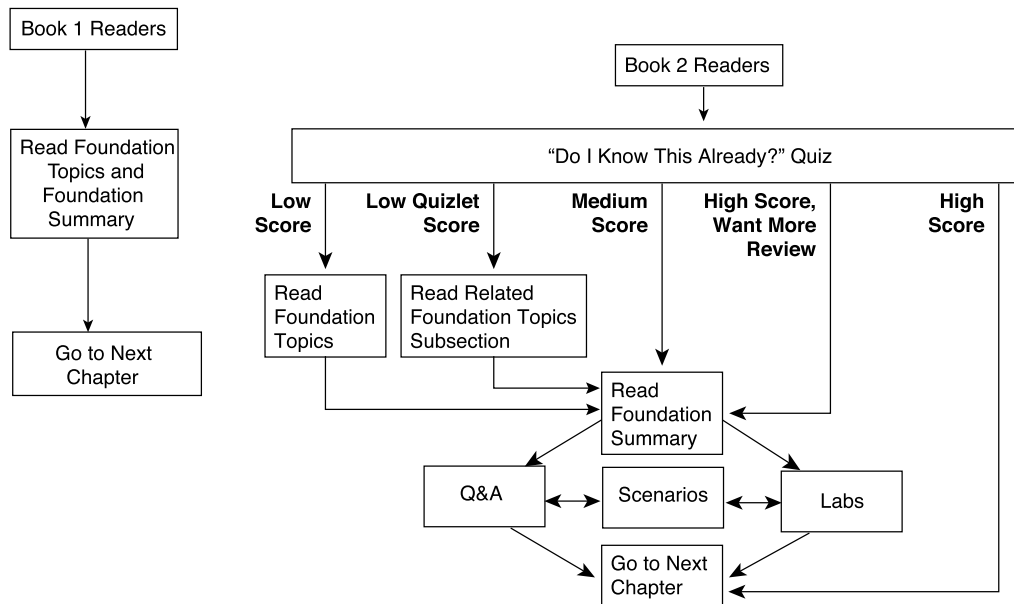 Book 1 Readers
Read Foundation
Topics and
Foundation
Summary
Go to Next
Chapter
Book 2 Readers
“Do I Know This Already?” Quiz
Low
Score
Low Quizlet
Score
Medium
Score
High Score,
Want More
Review
High
Score
Read
Foundation
Topics
Read Related
Foundation Topics
Subsection
Read
Foundation
Summary
Q&A
Scenarios
Labs
Go to Next
Chapter